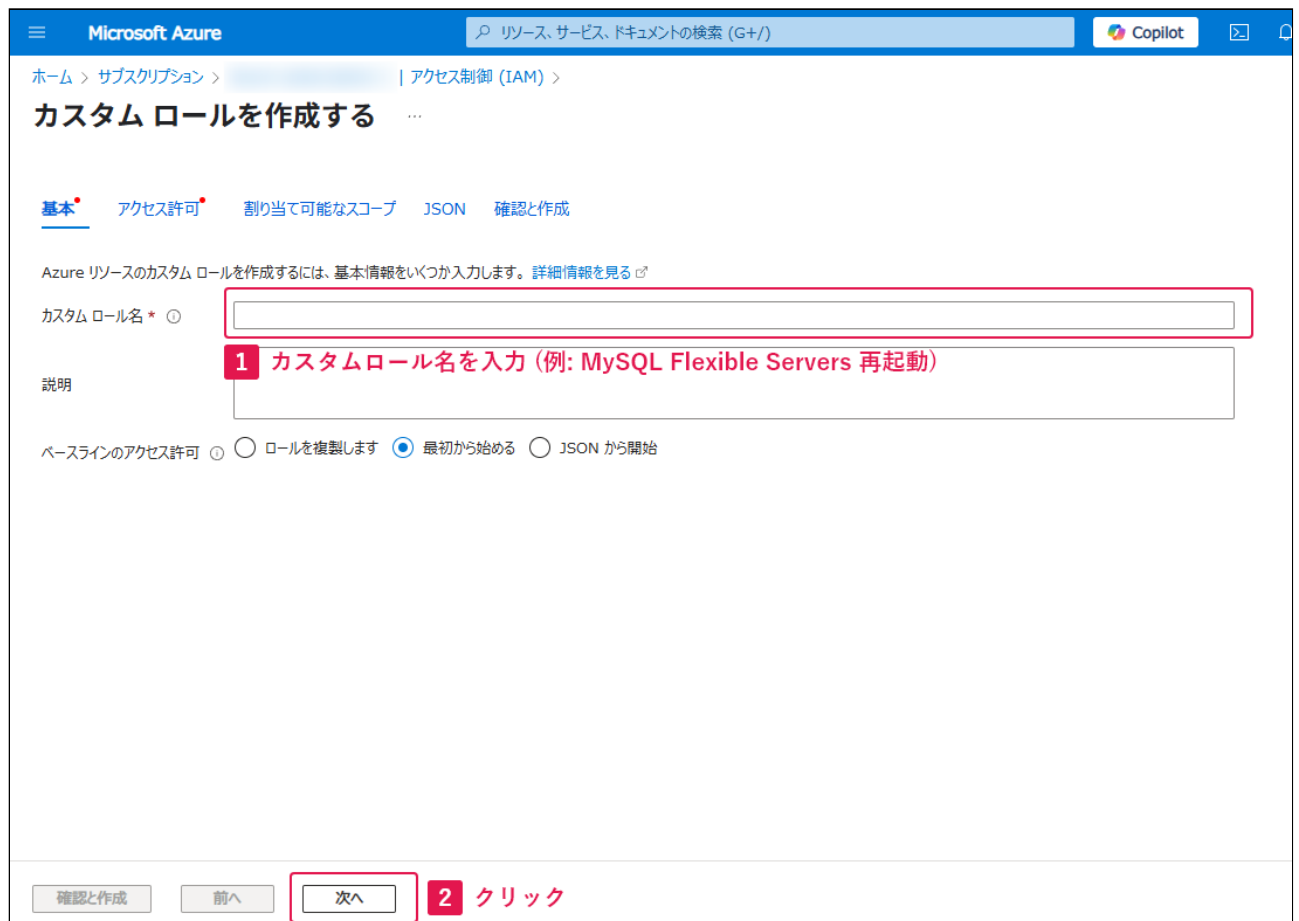 Microsoft Azure
リソース、サービス、ドキュメントの検索 (G+/)
Copilot
ホーム > サブスクリプション > | アクセス制御 (IAM) >
カスタム ロールを作成する ...
基本 アクセス許可 割り当て可能なスコープ JSON 確認と作成
Azure リソースのカスタム ロールを作成するには、基本情報をいくつか入力します。 詳細情報を見る
カスタム ロール名 *
1 カスタムロール名を入力 (例: MySQL Flexible Servers 再起動)
説明
ベースラインのアクセス許可 ロールを複製します 最初から始める JSON から開始
確認と作成 前へ 次へ 2 クリック